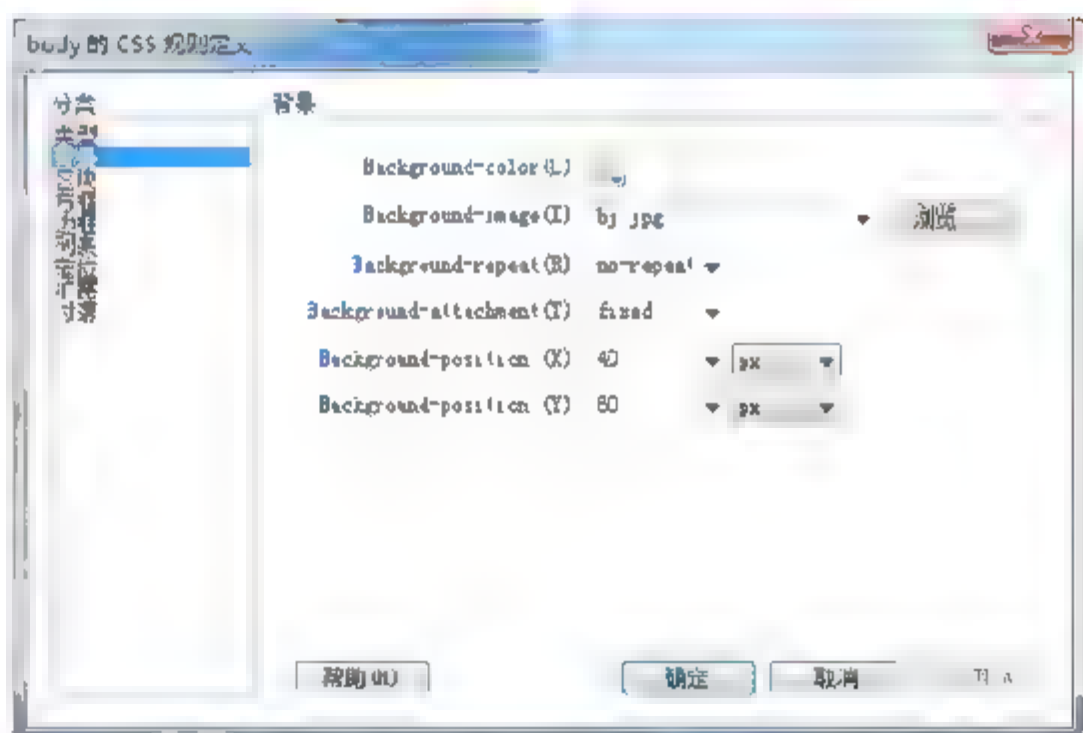 body 的 CSS 规则定义
分类
背景
Background-color(C)
Background-image(I) bj.jpg 浏览
Background-repeat(R) no-repeat
Background-attachment(T) fixed
Background-position (X) 40 px
Background-position (Y) 60 px
帮助(H) 确定 取消